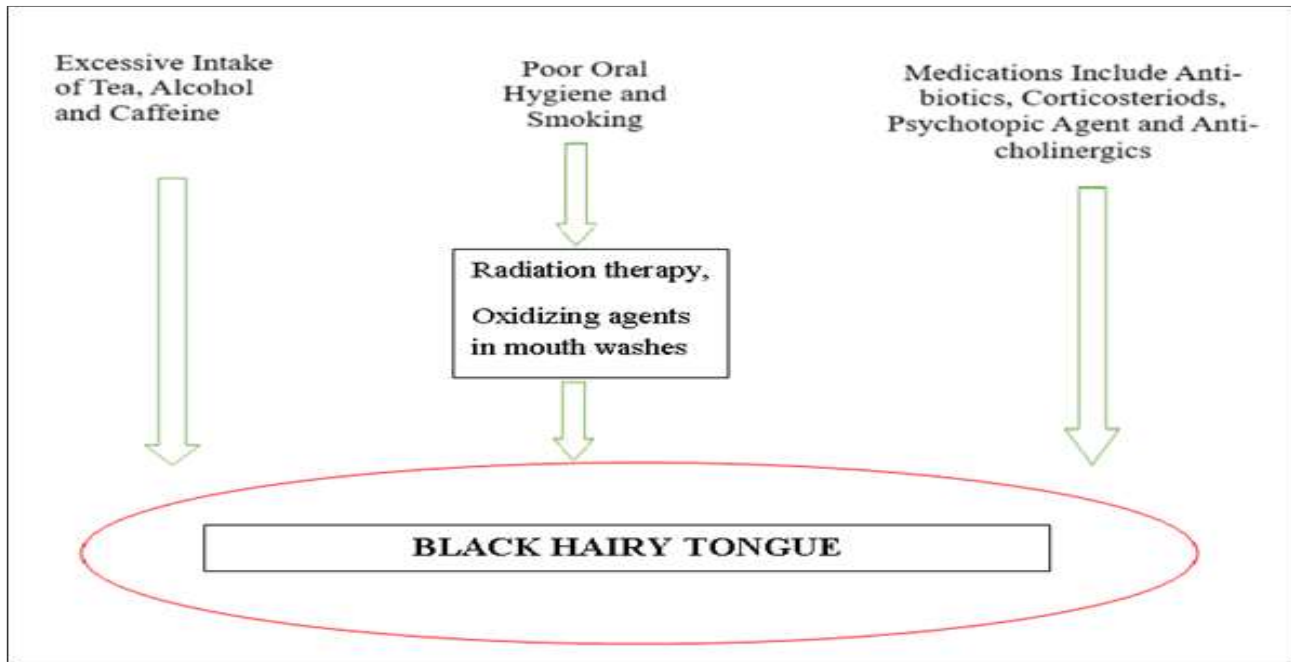 Excessive Intake
of Tea, Alcohol
and Caffeine
Poor Oral
Hygiene and
Smoking
Medications Include Anti-
biotics, Corticosteriods,
Psychotopic Agent and Anti-
cholinergics
Radiation therapy,
Oxidizing agents
in mouth washes
BLACK HAIRY TONGUE